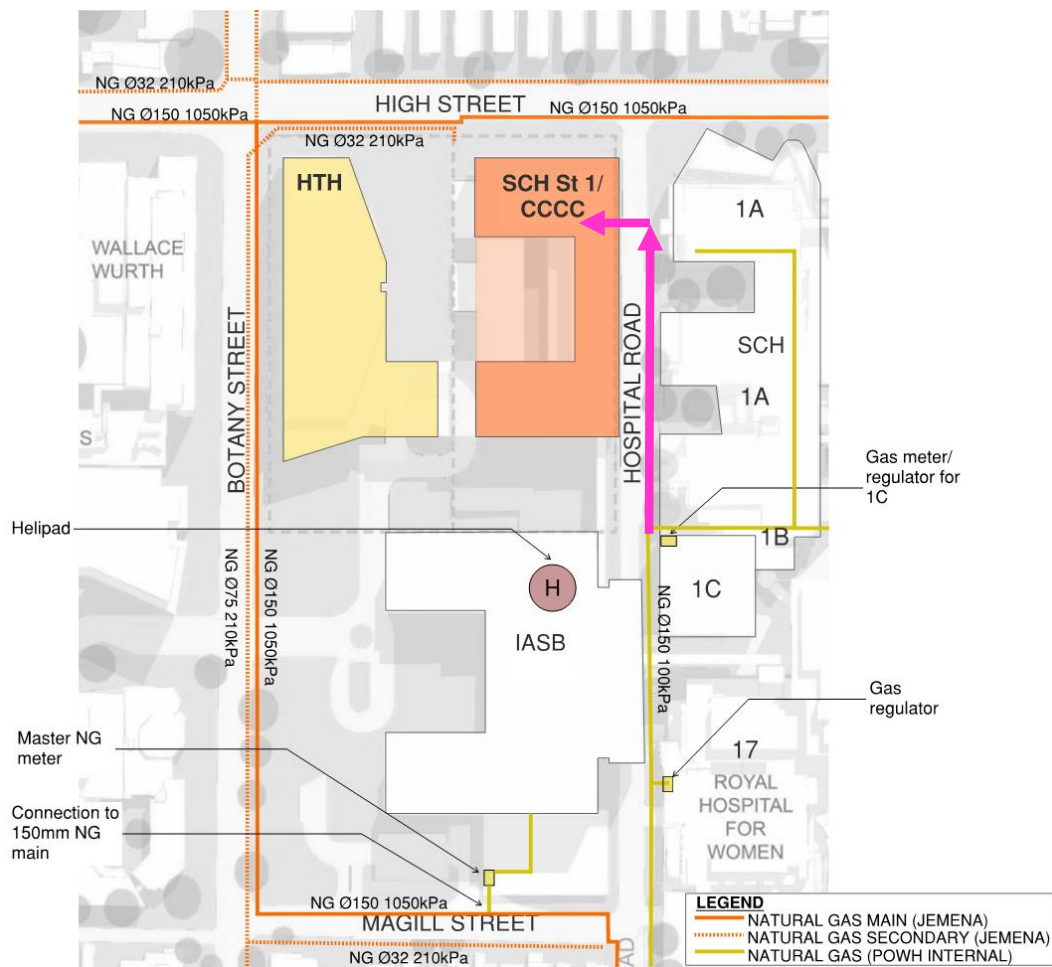 NG Ø32 210kPa
HIGH STREET
NG Ø150 1050kPa
NG Ø150 1050kPa
NG Ø32 210kPa
HTH
SCH St 1/
CCCC
1A
WALLACE
WURTH
BOTANY STREET
HOSPITAL ROAD
SCH
1A
S
Gas meter/
regulator for
1C
Helipad
1B
H
1C
IASB
NG Ø75 210kPa
NG Ø150 1050kPa
NG Ø150 100kPa
Gas
regulator
Master NG
meter
17
ROYAL
HOSPITAL
FOR
WOMEN
Connection to
150mm NG
main
NG Ø150 1050kPa
MAGILL STREET
NG Ø32 210kPa
AD
LEGEND
NATURAL GAS MAIN (JEMENA)
NATURAL GAS SECONDARY (JEMENA)
NATURAL GAS (POWH INTERNAL)